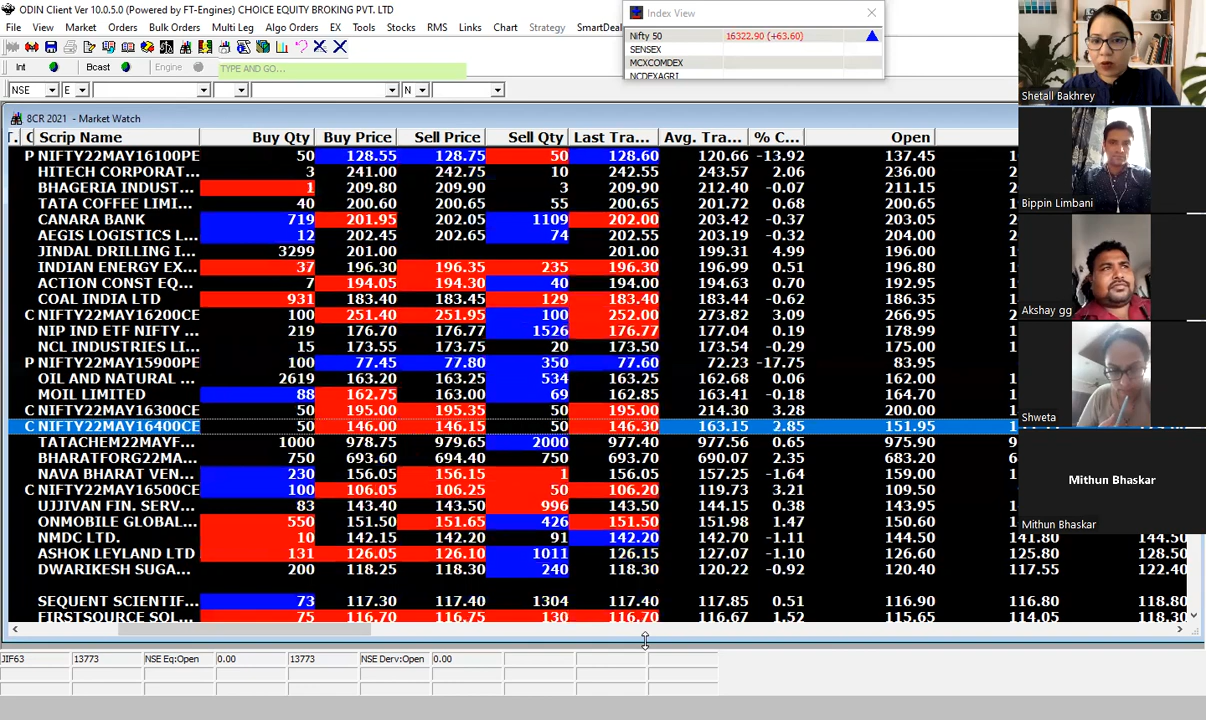 ODIN Client Ver 10.0.5.0 (Powered by FT-Engines) CHOICE EQUITY BROKING PVT. LTD.
File View Market Orders Bulk Orders Multi Leg Algo Orders EX Tools Stocks RMS Links Chart Strategy SmartDeal
Int Bcast Engine TYPE AND GO...
NSE E N
Index View
Nifty 50 16322.90 (+63.60)
SENSEX
MCXCOMDEX
NCDEXAGRI
8CR 2021 - Market Watch
T. C Scrip Name Buy Qty Buy Price Sell Price Sell Qty Last Tra... Avg. Tra... % C... Open
P NIFTY22MAY16100PE 50 128.55 128.75 50 128.60 120.66 -13.92 137.45
HITECH CORPORAT... 3 241.00 242.75 10 242.55 243.57 2.06 236.00
BHAGERIA INDUST... 1 209.80 209.90 3 209.90 212.40 -0.07 211.15
TATA COFFEE LIMI... 40 200.60 200.65 55 200.65 201.72 0.68 200.65
CANARA BANK 719 201.95 202.05 1109 202.00 203.43 -0.37 203.05
AEGIS LOGISTICS L... 12 202.45 202.65 74 202.55 203.19 -0.32 204.00
JINDAL DRILLING I... 3299 201.00 201.00 199.31 4.99 196.00
INDIAN ENERGY EX... 37 196.30 196.35 235 196.30 196.99 0.51 196.80
ACTION CONST EQ... 7 194.05 194.30 40 194.00 194.63 0.70 192.95
COAL INDIA LTD 931 183.40 183.45 129 183.40 183.44 -0.62 186.35
C NIFTY22MAY16200CE 100 251.40 251.95 100 252.00 273.82 3.09 266.95
NIP IND ETF NIFTY ... 219 176.70 176.77 1526 176.77 177.04 0.19 178.99
NCL INDUSTRIES LI... 15 173.55 173.75 20 173.50 173.54 -0.29 175.00
P NIFTY22MAY15900PE 100 77.45 77.80 350 77.60 72.23 -17.75 83.95
OIL AND NATURAL ... 2619 163.20 163.25 534 163.25 162.68 0.06 162.00
MOIL LIMITED 88 162.75 163.00 69 162.85 163.41 -0.18 164.70
C NIFTY22MAY16300CE 50 195.00 195.35 50 195.00 214.30 3.28 200.00
C NIFTY22MAY16400CE 50 146.00 146.15 50 146.30 163.15 2.85 151.95
TATACHEM22MAYF... 1000 978.75 979.65 2000 977.40 977.56 0.65 975.90
BHARATFORG22MA... 750 693.60 694.40 750 693.70 690.07 2.35 683.20
NAVA BHARAT VEN... 230 156.05 156.15 1 156.05 157.25 -1.64 159.00
C NIFTY22MAY16500CE 100 106.05 106.25 50 106.20 119.73 3.21 109.50
UJJIVAN FIN. SERV... 83 143.40 143.50 996 143.50 144.15 0.38 143.95
ONMOBILE GLOBAL... 550 151.50 151.65 426 151.50 151.98 1.47 150.60
NMDC LTD. 10 142.15 142.20 91 142.20 142.70 -1.11 144.50 141.80 144.50
ASHOK LEYLAND LTD 131 126.05 126.10 1011 126.15 127.07 -1.10 126.60 125.80 128.50
DWARIKESH SUGA... 200 118.25 118.30 240 118.30 120.22 -0.92 120.40 117.55 122.40
SEQUENT SCIENTIF... 73 117.30 117.40 1304 117.40 117.85 0.51 116.90 116.80 118.80
FIRSTSOURCE SOL... 75 116.70 116.75 130 116.70 116.67 1.52 115.65 114.05 118.30
JIF63 13773 NSE Eq:Open 0.00 13773 NSE Derv:Open 0.00
Shetall Bakhrey
Bippin Limbani
Akshay gg
Shweta
Mithun Bhaskar
Mithun Bhaskar